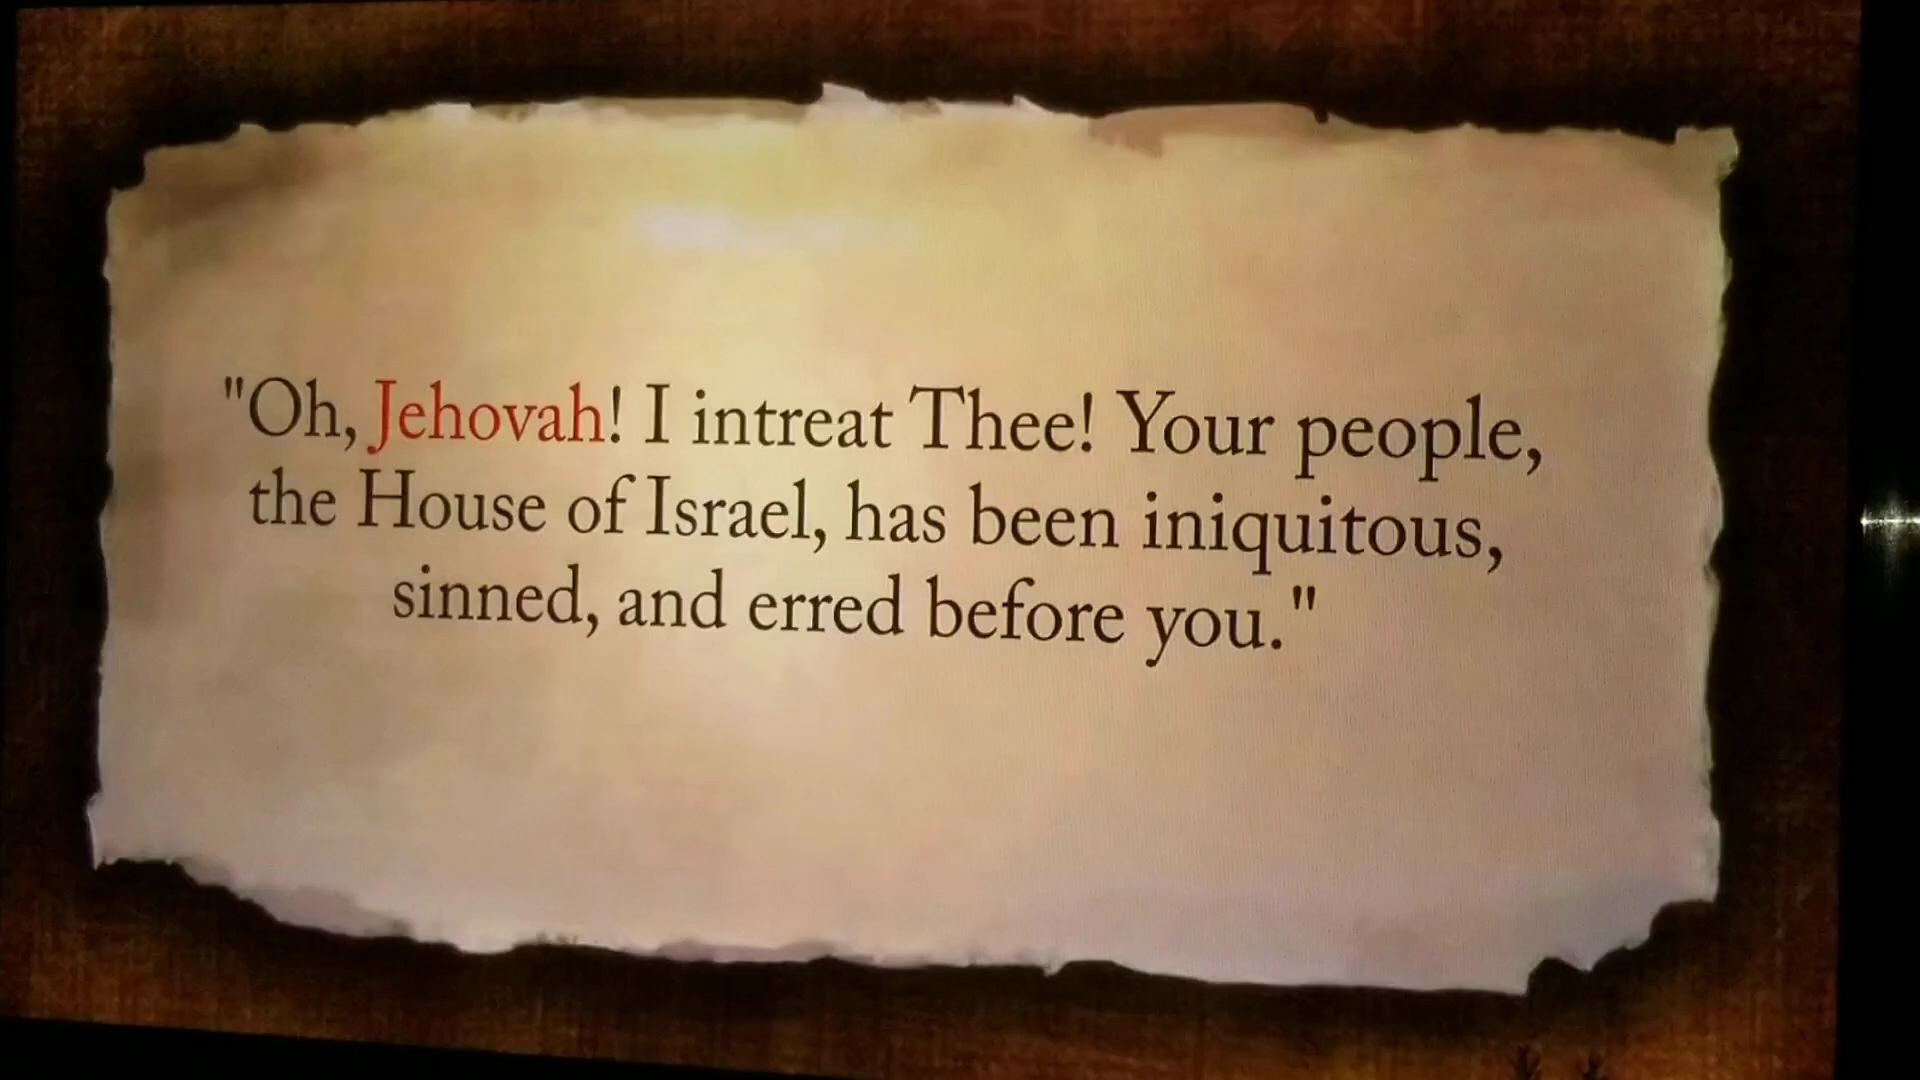 "Oh, Jehovah! I intreat Thee! Your people,
the House of Israel, has been iniquitous,
sinned, and erred before you."